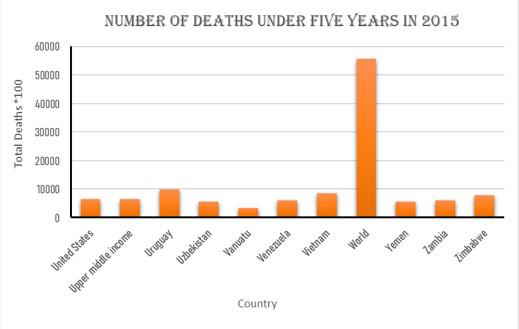 NUMBER OF DEATHS UNDER FIVE YEARS IN 2015
Total Deaths *100
60000
50000
40000
30000
20000
10000
0
United States
Upper middle income
Uruguay
Uzbekistan
Vanuatu
Venezuela
Vietnam
World
Yemen
Zambia
Zimbabwe
Country